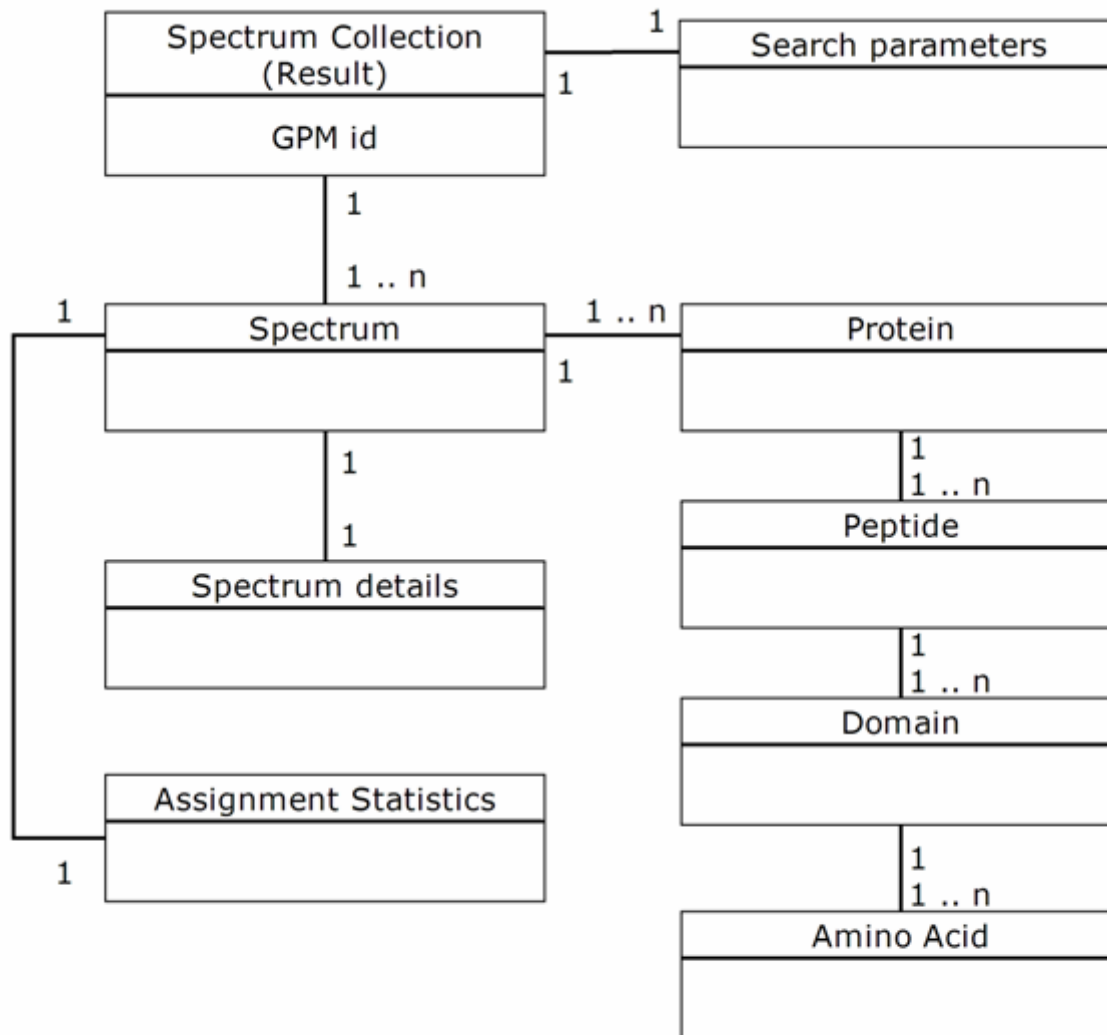 Spectrum Collection
(Result)
GPM id
1
1
Search parameters
1
1 .. n
1
Spectrum
1
1 .. n
Protein
1
1
Spectrum details
1
1 .. n
Peptide
1
1 .. n
Domain
Assignment Statistics
1
1
1 .. n
Amino Acid